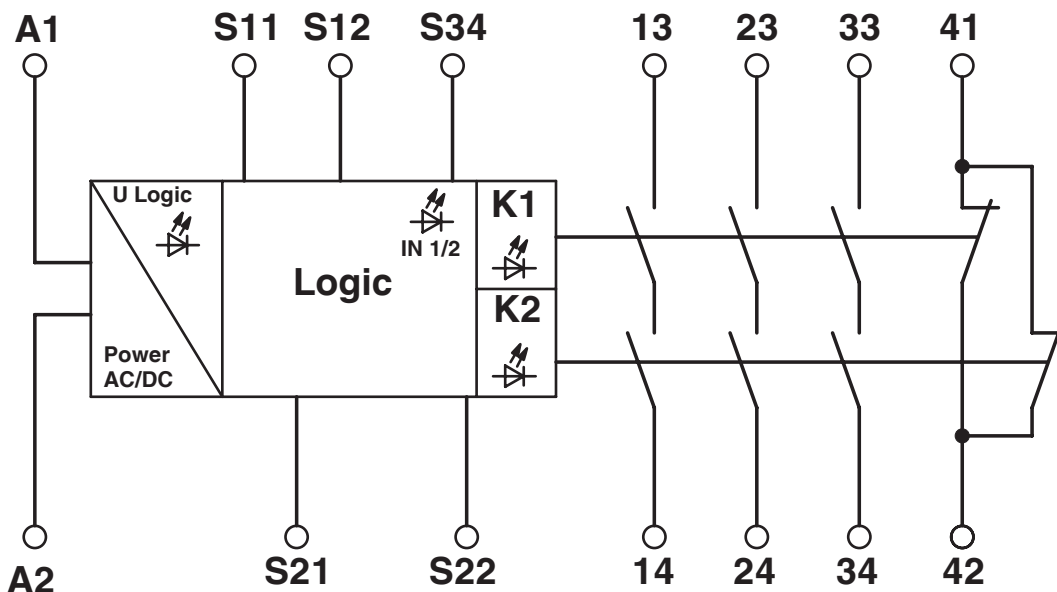 A1 S11 S12 S34 13 23 33 41
U Logic
K1
IN 1/2
Logic
K2
Power
AC/DC
A2 S21 S22 14 24 34 42